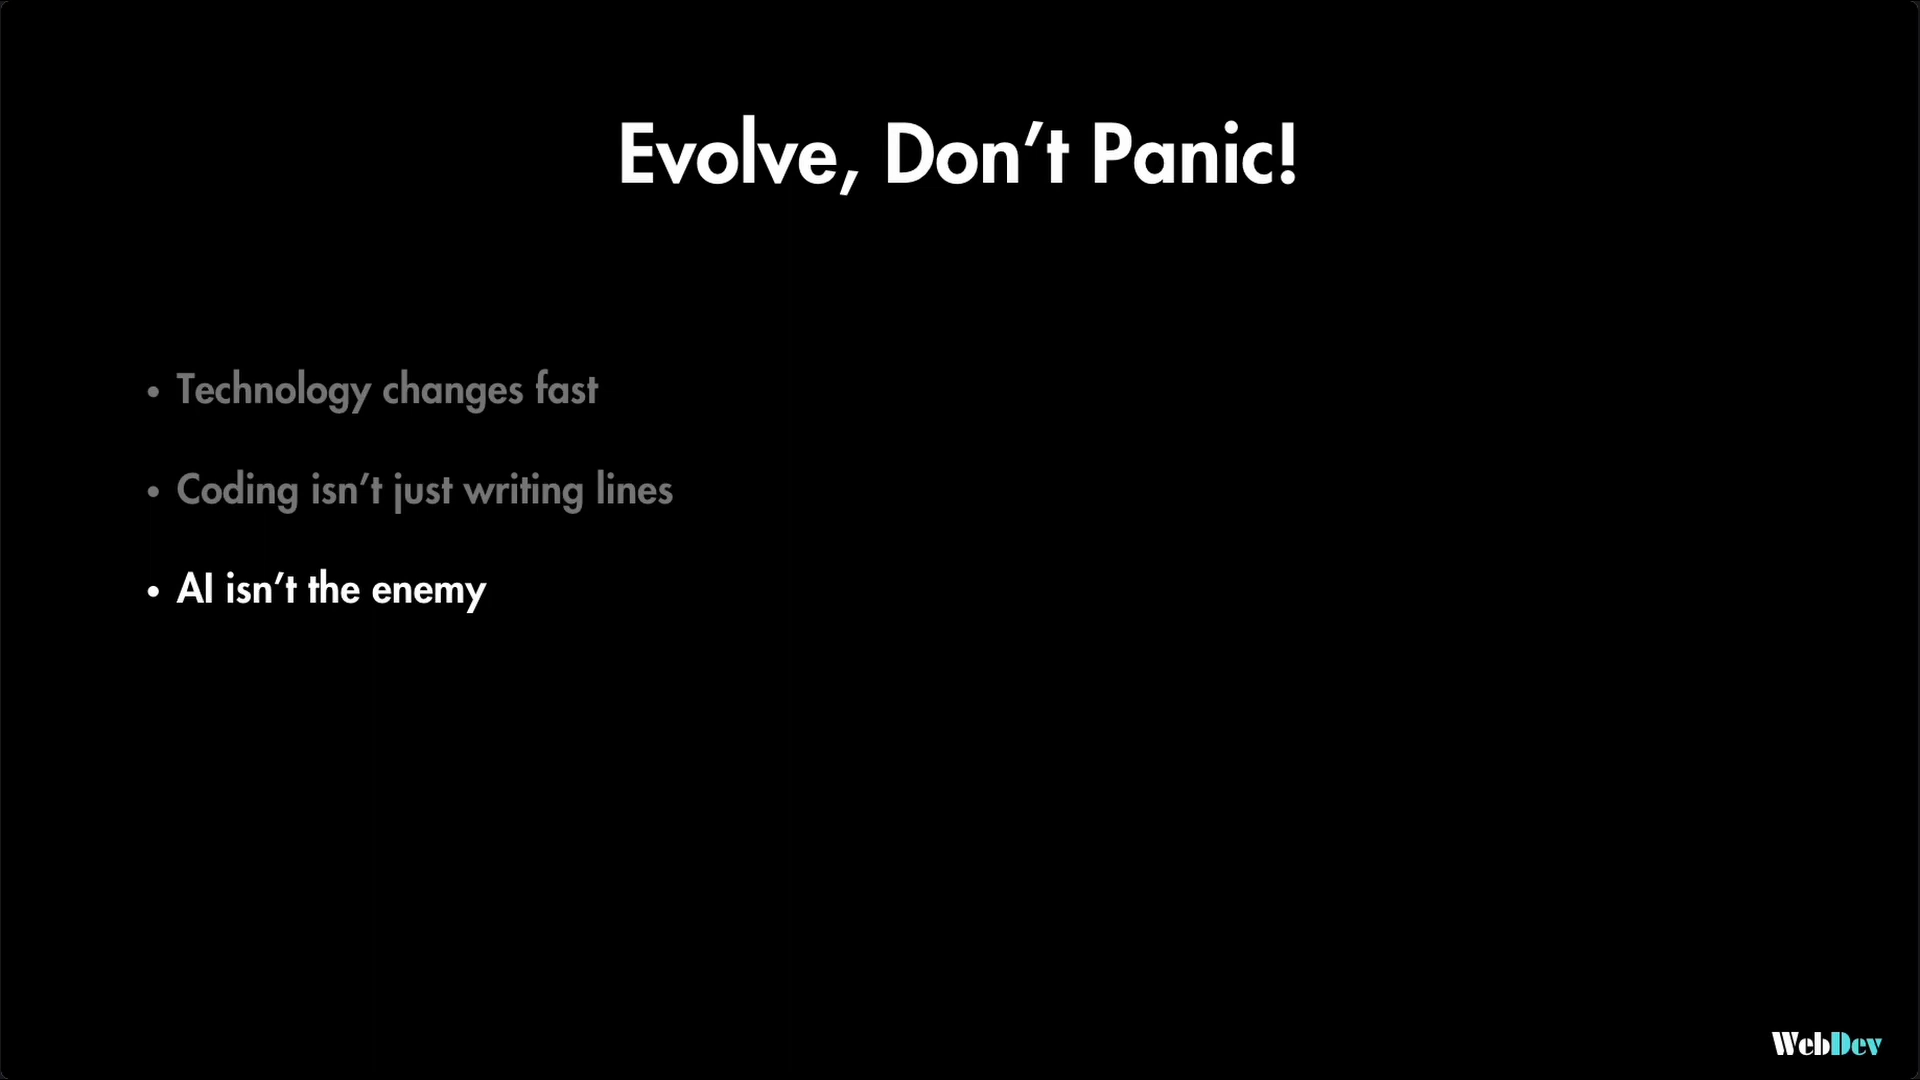 Evolve, Don’t Panic!
• Technology changes fast
• Coding isn’t just writing lines
• AI isn’t the enemy
WebDev